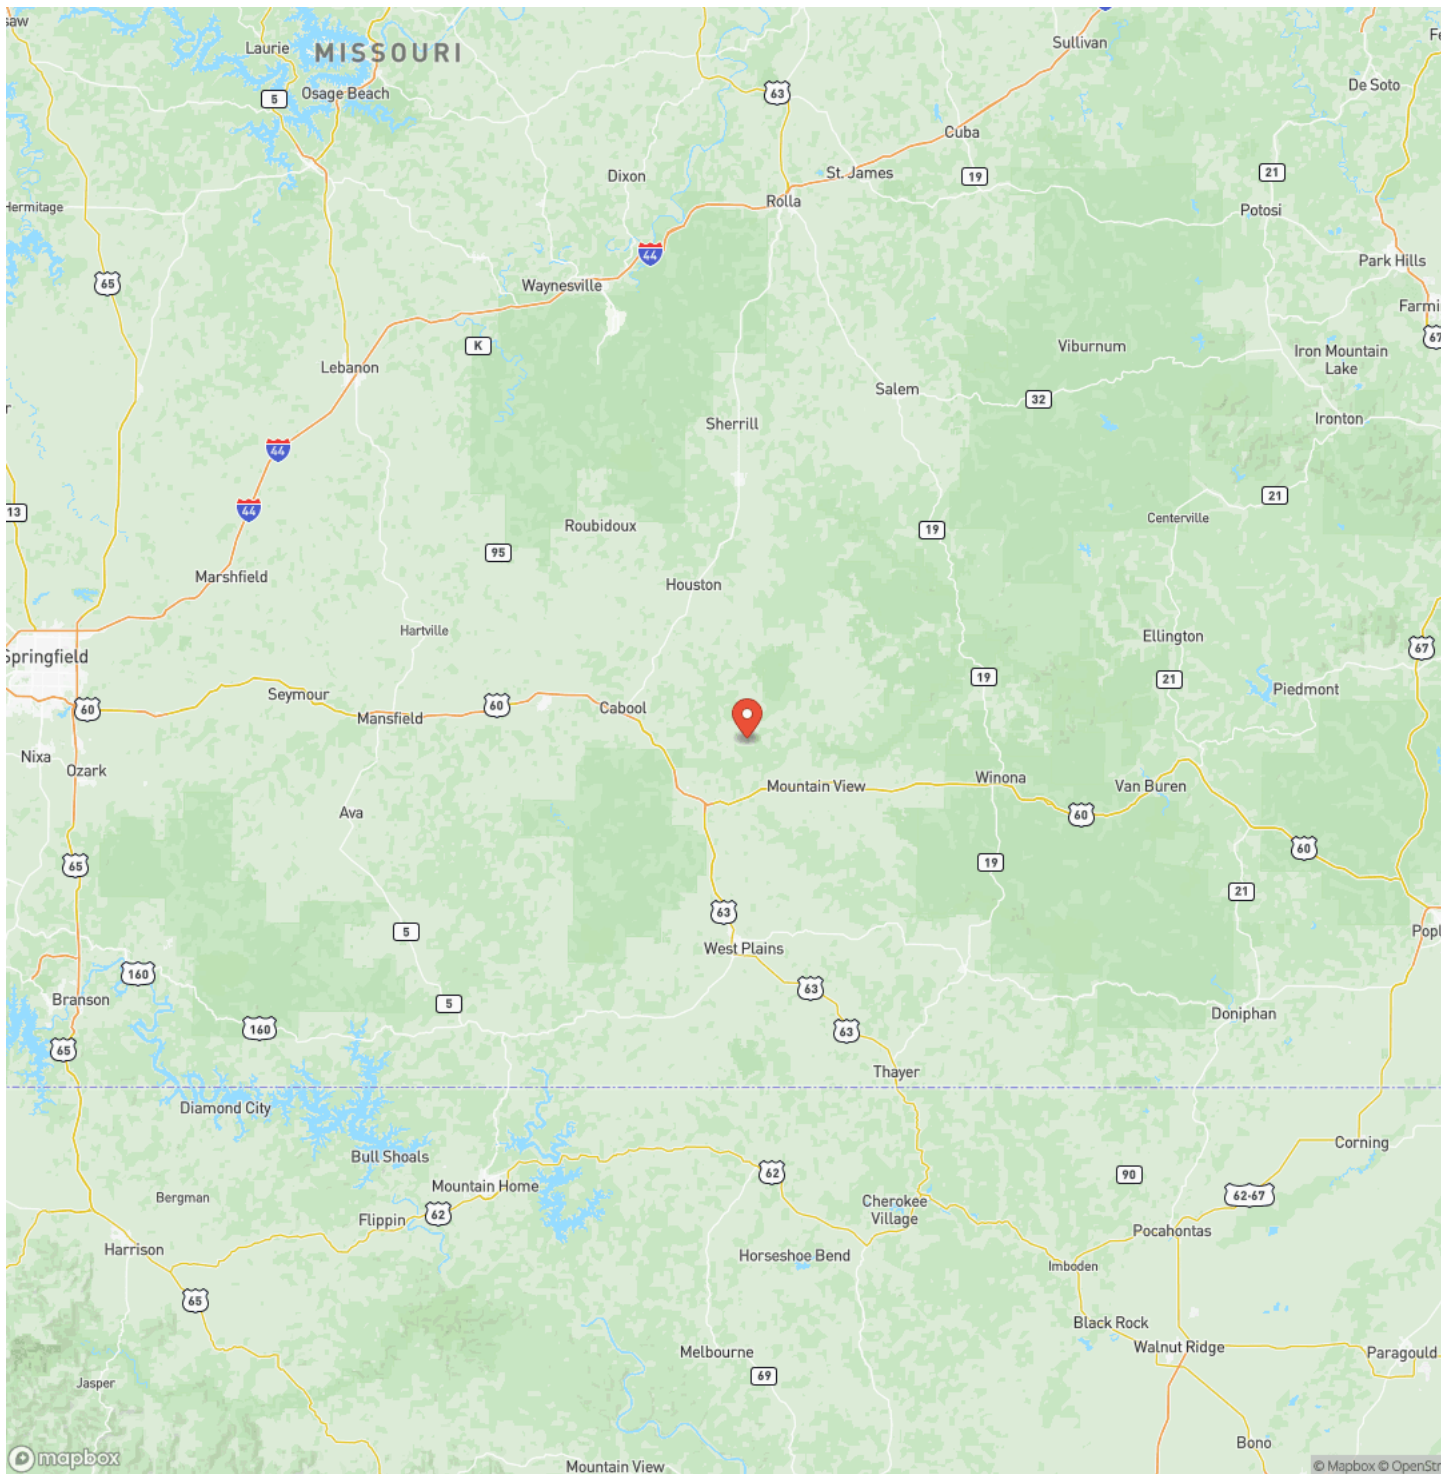 saw
Laurie
MISSOURI
Sullivan
Fe
Osage Beach
5
63
De Soto
Cuba
Dixon
St. James
19
21
Rolla
Hermitage
Potosi
44
65
Waynesville
Park Hills
Farmi
K
Viburnum
67
Lebanon
Iron Mountain
Lake
Salem
32
r
Sherrill
Ironton
44
44
13
21
Roubidoux
19
Centerville
95
Marshfield
Houston
Hartville
Ellington
Springfield
67
19
21
Seymour
60
60
Cabool
Mansfield
Piedmont
Nixa
Ozark
Winona
Mountain View
Van Buren
Ava
60
60
65
19
21
63
5
Popl
West Plains
160
63
Branson
5
Doniphan
160
63
65
Thayer
Diamond City
Corning
Bull Shoals
62
90
Mountain Home
Bergman
62-67
Cherokee
Village
Flippin
62
Pocahontas
Harrison
Horseshoe Bend
Imboden
65
Black Rock
Walnut Ridge
Melbourne
Paragould
69
Jasper
Bono
mapbox
Mountain View
© Mapbox © OpenStr